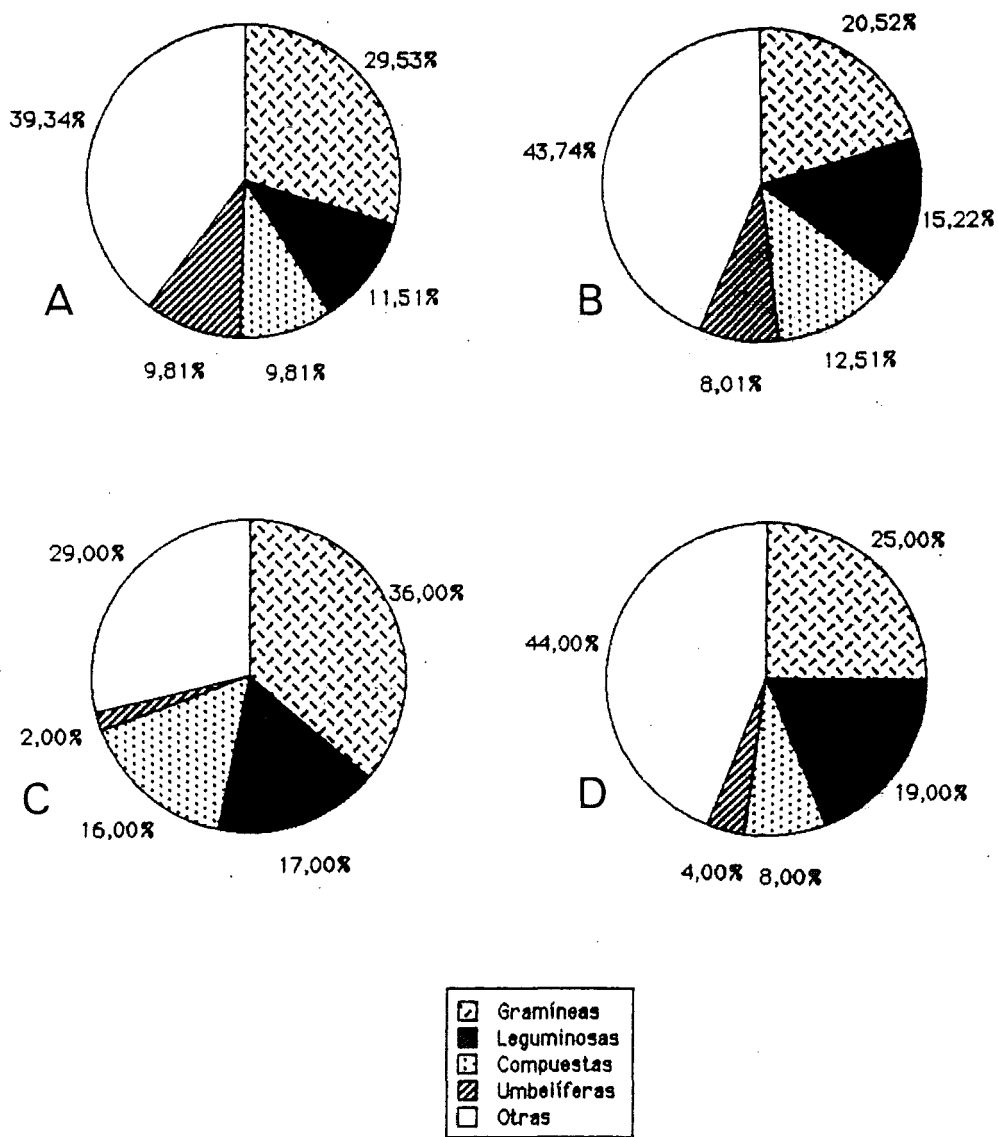 20,52%
29,53%
39,34%
43,74%
15,22%
A
11,51%
B
9,81%
9,81%
12,51%
8,01%
29,00%
36,00%
25,00%
44,00%
2,00%
C
16,00%
17,00%
D
19,00%
4,00%
8,00%
Gramíneas
Leguminosas
Compuestas
Umbelíferas
Otras